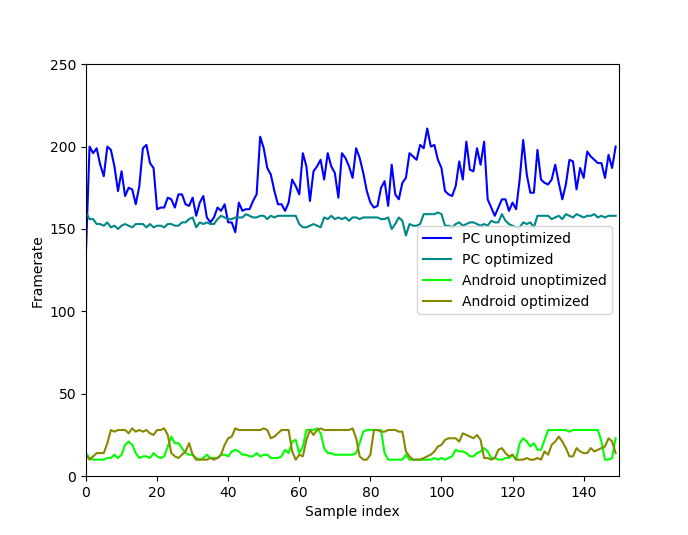 250
200
150
100
50
0
Framerate
PC unoptimized
PC optimized
Android unoptimized
Android optimized
0 20 40 60 80 100 120 140
Sample index